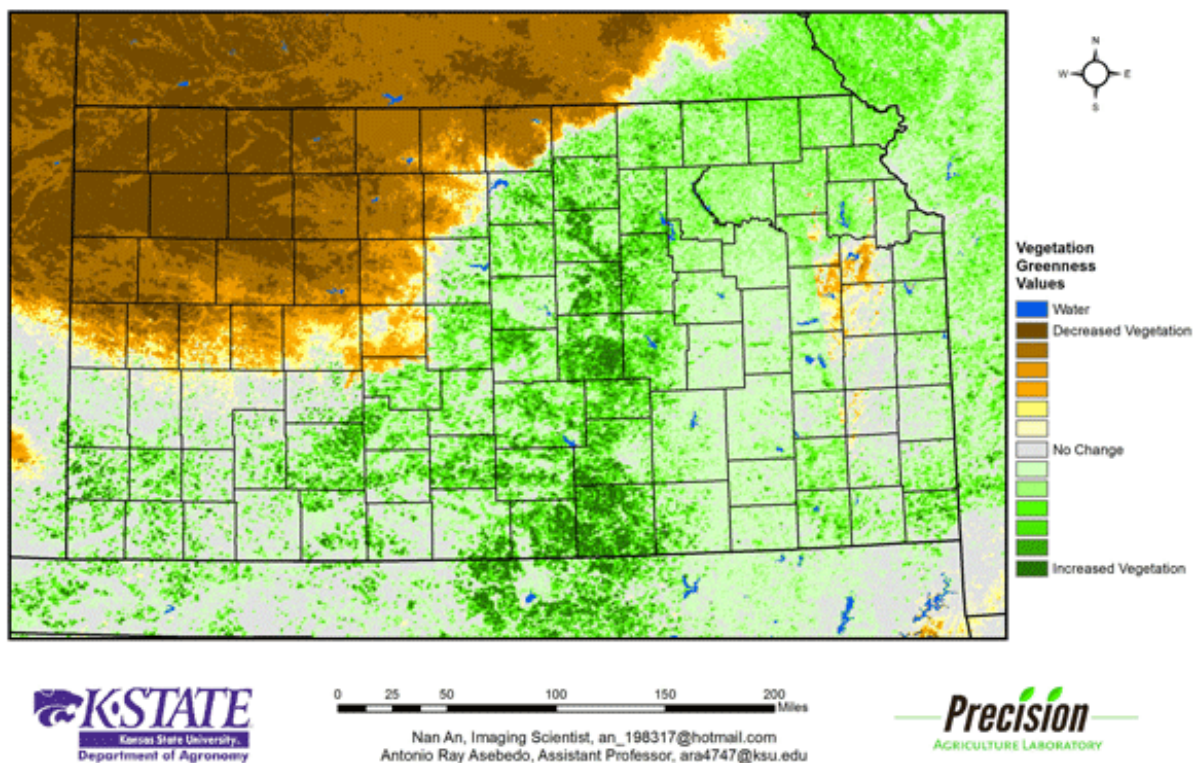 N
W E
S
Vegetation
Greenness
Values
Water
Decreased Vegetation
No Change
Increased Vegetation
K-STATE
Kansas State University
Department of Agronomy
0 25 50 100 150 200
Miles
Nan An, Imaging Scientist, an_198317@hotmail.com
Antonio Ray Asebedo, Assistant Professor, ara4747@ksu.edu
Precision
AGRICULTURE LABORATORY